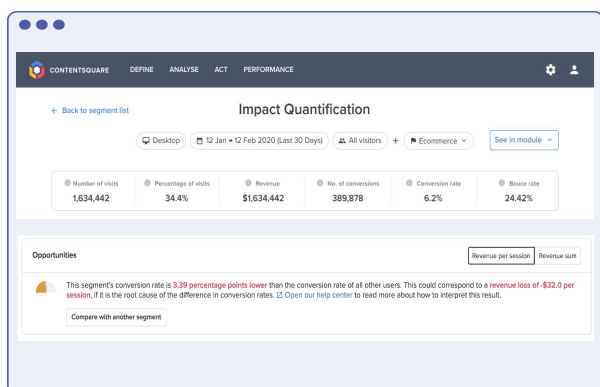 CONTENTSQUARE DEFINE ANALYSE ACT PERFORMANCE
← Back to segment list
Impact Quantification
Desktop 12 Jan → 12 Feb 2020 (Last 30 Days) All visitors + Ecommerce See in module
Number of visits Percentage of visits Revenue No. of conversions Conversion rate Bouce rate
1,634,442 34.4% $1,634,442 389,878 6.2% 24.42%
Opportunities Revenue per session Revenue sum
This segment's conversion rate is 3.39 percentage points lower than the conversion rate of all other users. This could correspond to a revenue loss of -$32.0 per
session, if it is the root cause of the difference in conversion rates. Open our help center to read more about how to interpret this result.
Compare with another segment